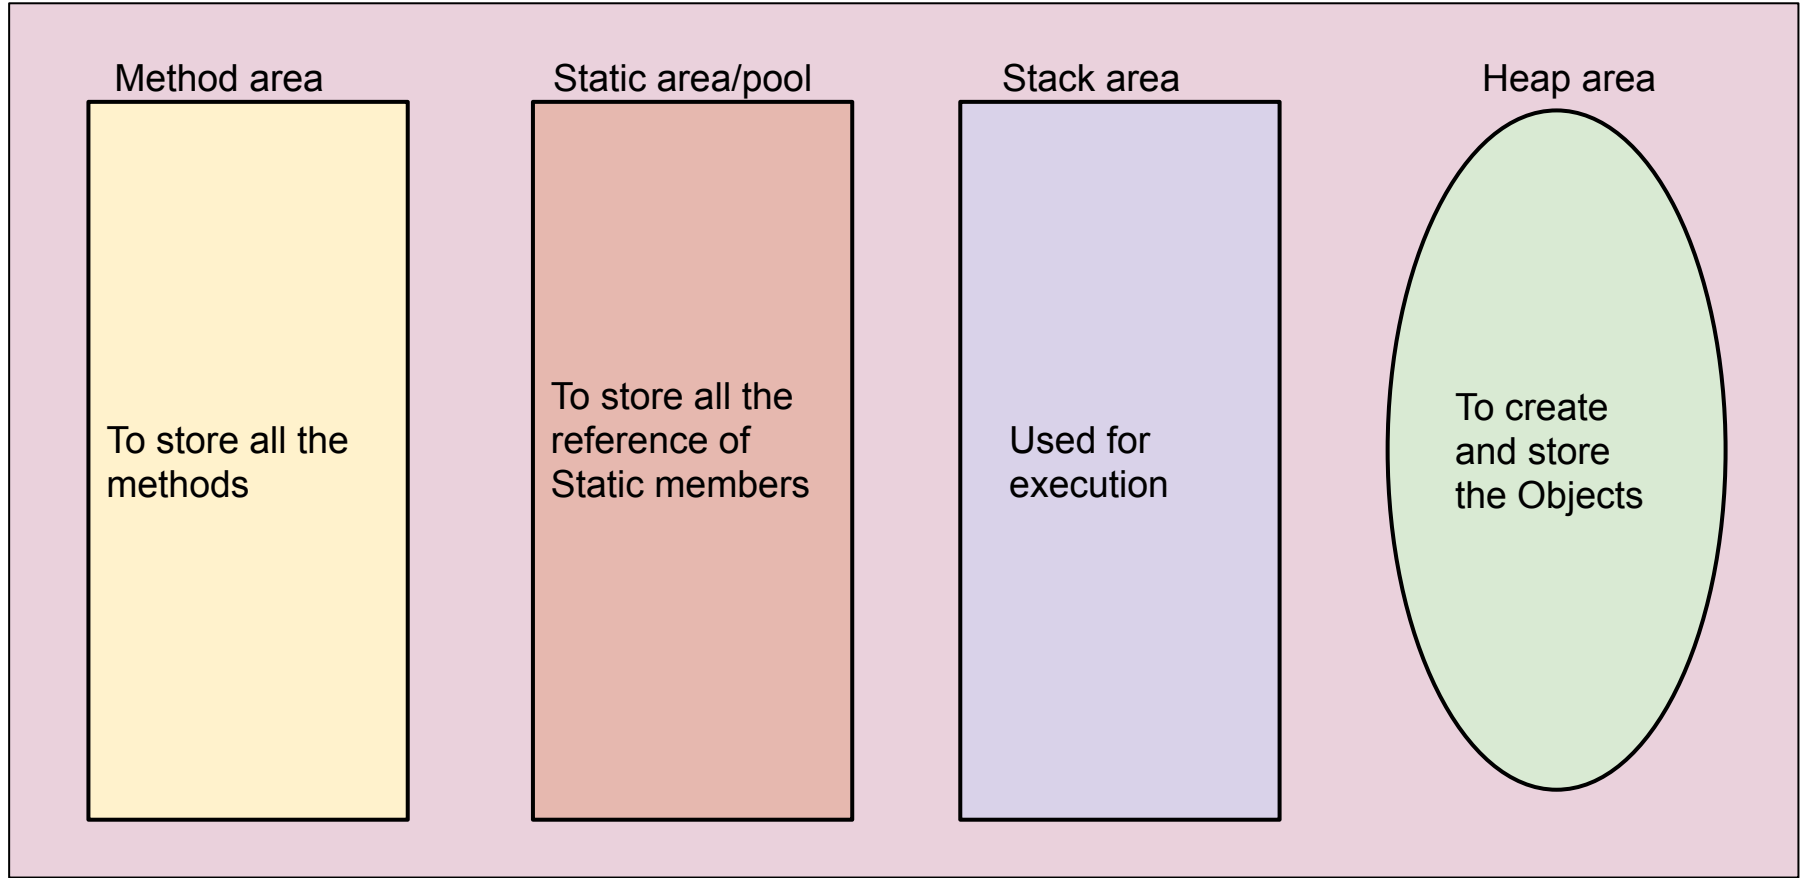 Method area
To store all the
methods
Static area/pool
To store all the
reference of
Static members
Stack area
Used for
execution
Heap area
To create
and store
the Objects